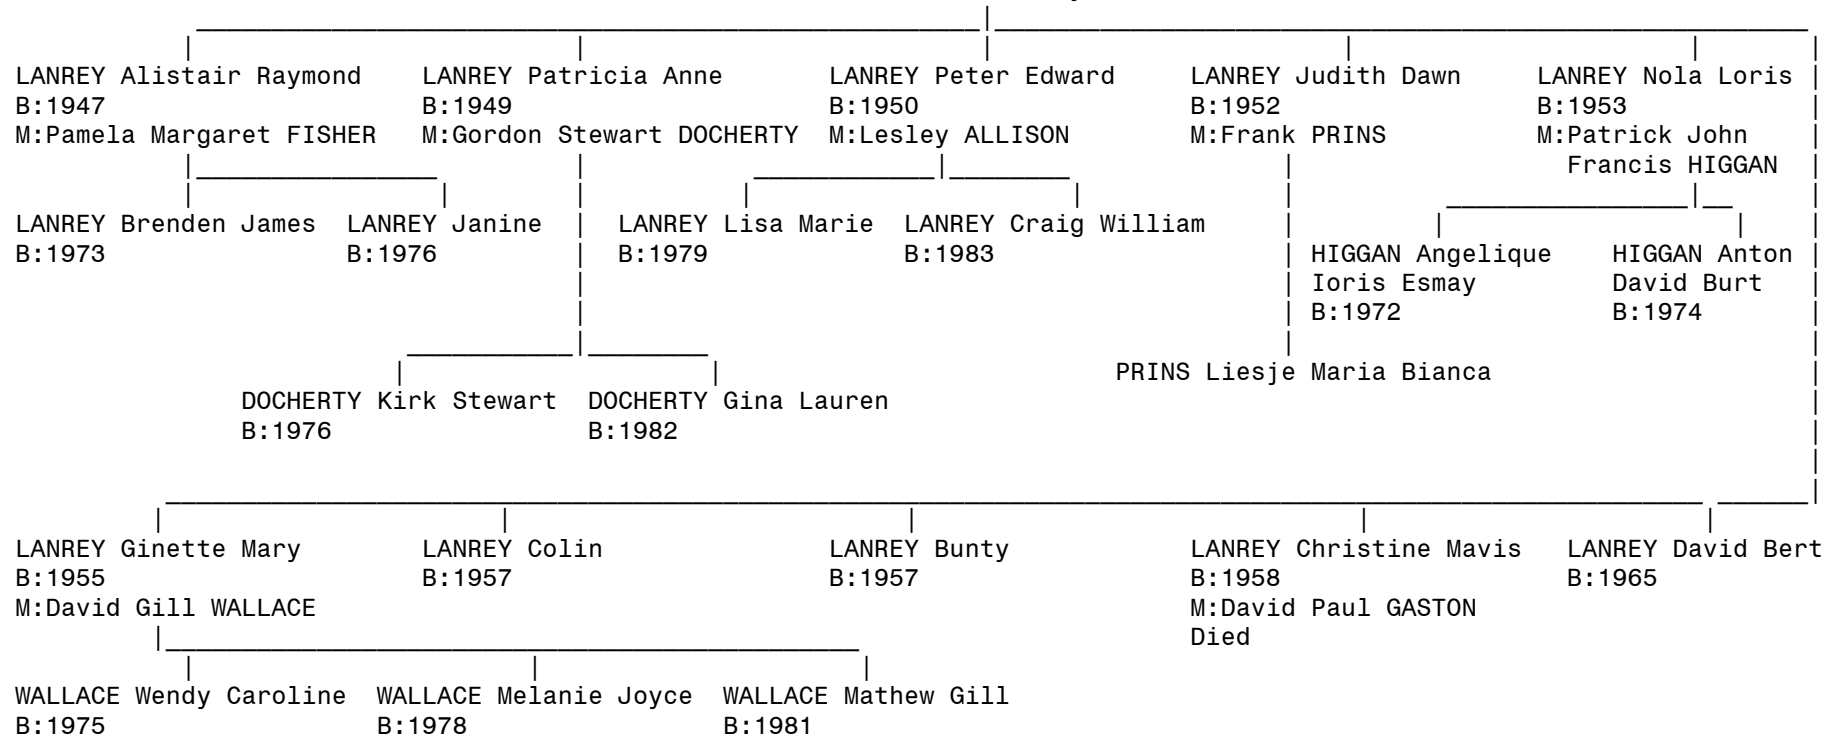 LANREY Alistair Raymond LANREY Patricia Anne LANREY Peter Edward LANREY Judith Dawn LANREY Nola Loris
B:1947 B:1949 B:1950 B:1952 B:1953
M:Pamela Margaret FISHER M:Gordon Stewart DOCHERTY M:Lesley ALLISON M:Frank PRINS M:Patrick John
Francis HIGGAN
LANREY Brenden James LANREY Janine LANREY Lisa Marie LANREY Craig William
B:1973 B:1976 B:1979 B:1983 HIGGAN Angelique HIGGAN Anton
Ioris Esmay David Burt
B:1972 B:1974
PRINS Liesje Maria Bianca
DOCHERTY Kirk Stewart DOCHERTY Gina Lauren
B:1976 B:1982
LANREY Ginette Mary LANREY Colin LANREY Bunty LANREY Christine Mavis LANREY David Bert
B:1955 B:1957 B:1957 B:1958 B:1965
M:David Gill WALLACE M:David Paul GASTON
Died
WALLACE Wendy Caroline WALLACE Melanie Joyce WALLACE Mathew Gill
B:1975 B:1978 B:1981